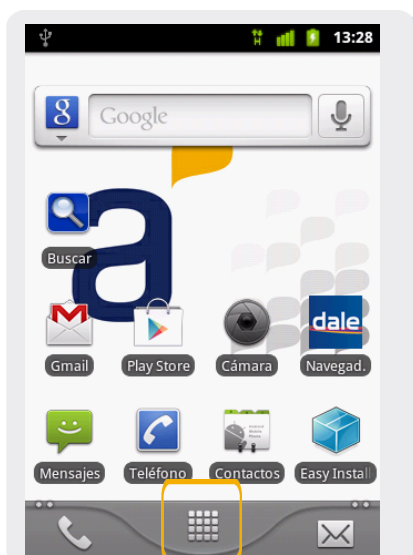 H 13:28
g Google
a
Buscar
dale
Gmail Play Store Cámara Navegad.
Mensajes Teléfono Contactos Easy Install